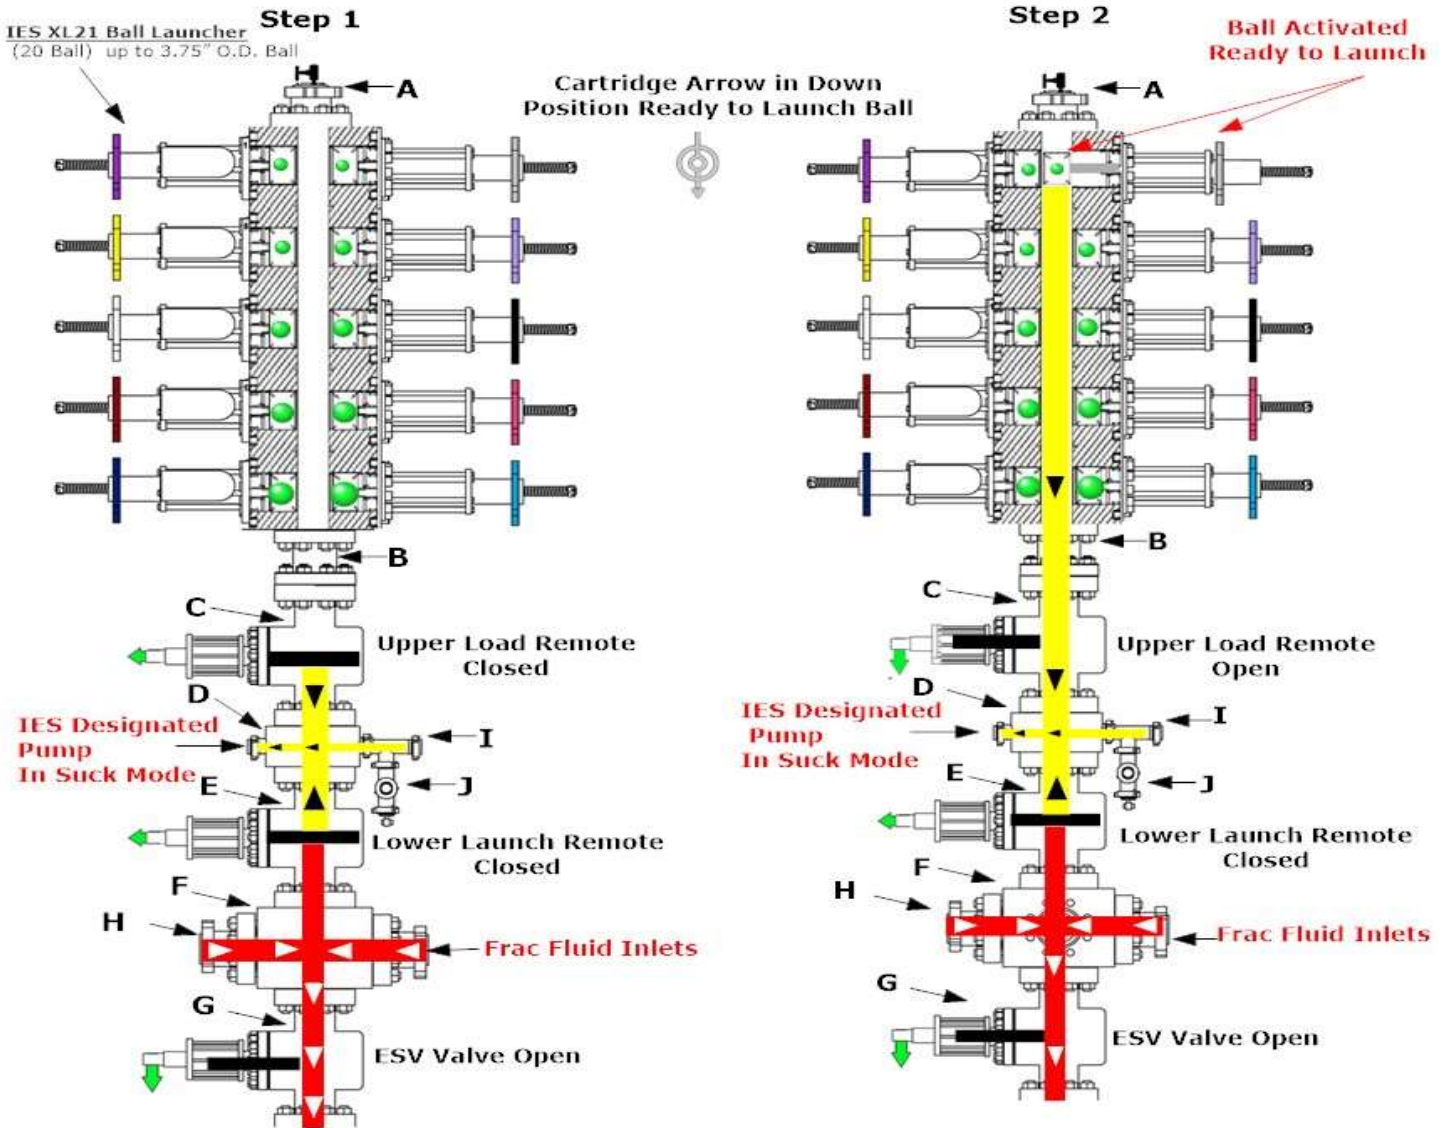 Step 1
IES XL21 Ball Launcher
(20 Ball) up to 3.75" O.D. Ball
A
B
C
Upper Load Remote
Closed
D
IES Designated
Pump
In Suck Mode
I
J
E
Lower Launch Remote
Closed
F
H
Frac Fluid Inlets
G
ESV Valve Open
Cartridge Arrow in Down
Position Ready to Launch Ball
Step 2
Ball Activated
Ready to Launch
A
B
C
Upper Load Remote
Open
D
IES Designated
Pump
In Suck Mode
I
J
E
Lower Launch Remote
Closed
F
H
Frac Fluid Inlets
G
ESV Valve Open